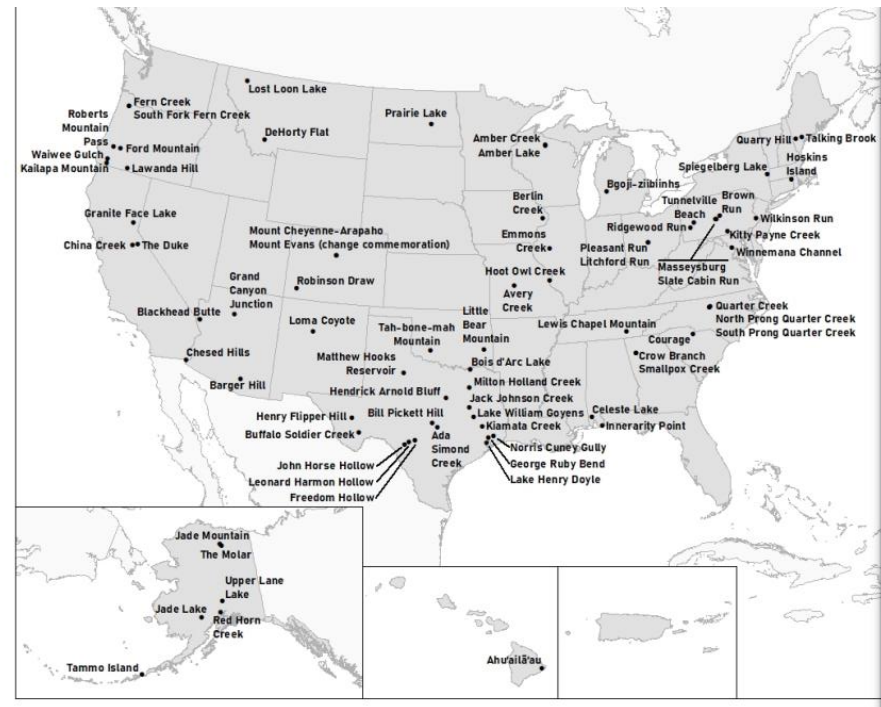 Lost Loon Lake
Fern Creek
South Fork Fern Creek
Roberts
Mountain
Pass
Ford Mountain
Waiwee Gulch
Kailapa Mountain
Lawanda Hill
DeHorty Flat
Prairie Lake
Amber Creek
Amber Lake
Quarry Hill
Talking Brook
Spiegelberg Lake
Hoskins
Island
Bgoji-ziibiinhs
Tunnelville
Beach
Brown
Run
Berlin
Creek
Ridgewood Run
Wilkinson Run
Granite Face Lake
Mount Cheyenne-Arapaho
Mount Evans (change commemoration)
Emmons
Creek
Pleasant Run
Litchford Run
Kitty Payne Creek
Winnemana Channel
China Creek
The Duke
Masseysburg
Slate Cabin Run
Grand
Canyon
Junction
Robinson Draw
Hoot Owl Creek
Avery
Creek
Blackhead Butte
Loma Coyote
Tah-bone-mah
Mountain
Little
Bear
Mountain
Lewis Chapel Mountain
Quarter Creek
North Prong Quarter Creek
South Prong Quarter Creek
Courage
Chesed Hills
Matthew Hooks
Reservoir
Bois d'Arc Lake
Crow Branch
Smallpox Creek
Barger Hill
Hendrick Arnold Bluff
Milton Holland Creek
Jack Johnson Creek
Henry Flipper Hill
Bill Pickett Hill
Lake William Goyens
Celeste Lake
Buffalo Soldier Creek
Ada
Simond
Creek
Kiamata Creek
Innerarity Point
Norris Cuney Gully
George Ruby Bend
Lake Henry Doyle
John Horse Hollow
Leonard Harmon Hollow
Freedom Hollow
Jade Mountain
The Molar
Upper Lane
Lake
Jade Lake
Red Horn
Creek
Tammo Island
Ahu‘ailā‘au